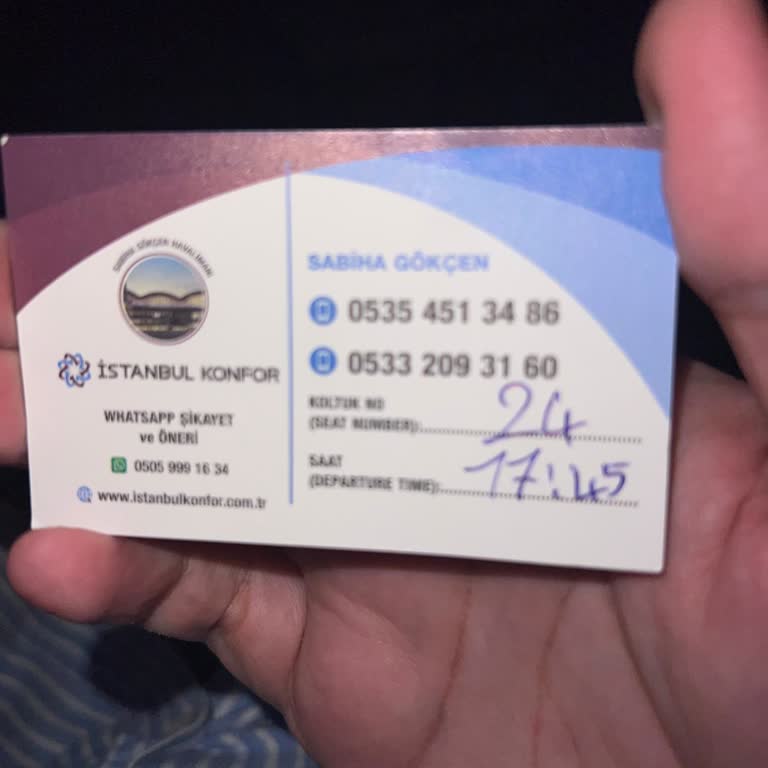 SABİHA GÖKÇEN HAVALİMANI
İSTANBUL KONFOR
WHATSAPP ŞİKAYET
ve ÖNERİ
0505 999 16 34
www.istanbulkonfor.com.tr
SABİHA GÖKÇEN
0535 451 34 86
0533 209 31 60
KOLTUK NO
(SEAT NUMBER):........................ 24
SAAT
(DEPARTURE TIME):........................ 17:45